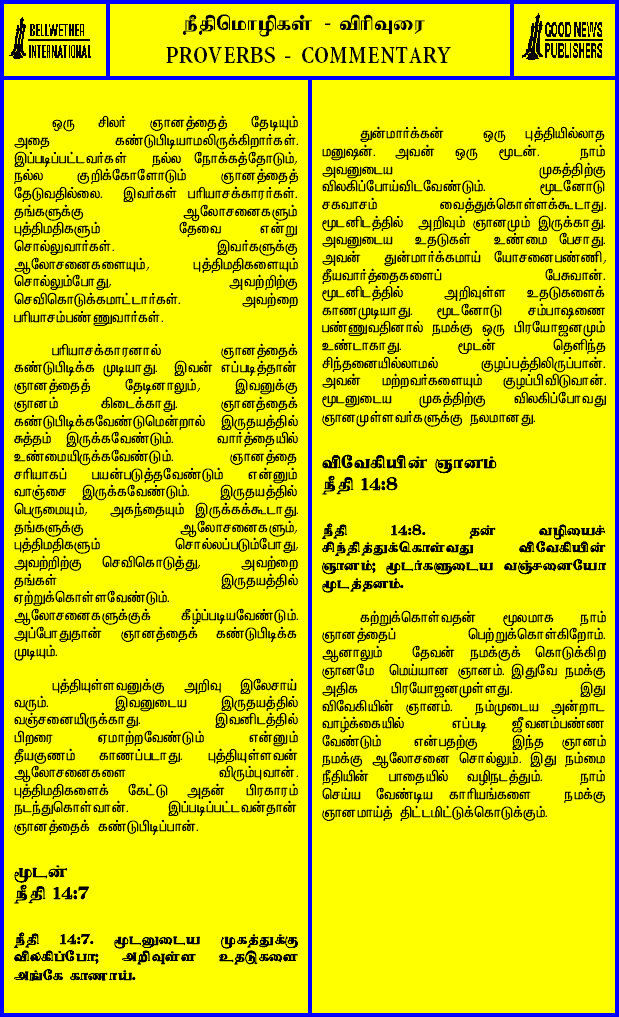 BELLWETHER
INTERNATIONAL
நீதிமொழிகள் - விரிவுரை
PROVERBS - COMMENTARY
GOOD NEWS
PUBLISHERS
ஒரு சிலர் ஞானத்தைத் தேடியும்
அதை கண்டுபிடியாமலிருக்கிறார்கள்.
இப்படிப்பட்டவர்கள் நல்ல நோக்கத்தோடும்,
நல்ல குறிக்கோளோடும் ஞானத்தைத்
தேடுவதில்லை. இவர்கள் பரியாசக்காரர்கள்.
தங்களுக்கு ஆலோசனைகளும்
புத்திமதிகளும் தேவை என்று
சொல்லுவார்கள். இவர்களுக்கு
ஆலோசனைகளையும், புத்திமதிகளையும்
சொல்லும்போது, அவற்றிற்கு
செவிகொடுக்கமாட்டார்கள். அவற்றை
பரியாசம்பண்ணுவார்கள்.
பரியாசக்காரனால் ஞானத்தைக்
கண்டுபிடிக்க முடியாது. இவன் எப்படித்தான்
ஞானத்தைத் தேடினாலும், இவனுக்கு
ஞானம் கிடைக்காது. ஞானத்தைக்
கண்டுபிடிக்கவேண்டுமென்றால் இருதயத்தில்
சுத்தம் இருக்கவேண்டும். வார்த்தையில்
உண்மையிருக்கவேண்டும். ஞானத்தை
சரியாகப் பயன்படுத்தவேண்டும் என்னும்
வாஞ்சை இருக்கவேண்டும். இருதயத்தில்
பெருமையும், அகந்தையும் இருக்கக்கூடாது.
தங்களுக்கு ஆலோசனைகளும்,
புத்திமதிகளும் சொல்லப்படும்போது,
அவற்றிற்கு செவிகொடுத்து, அவற்றை
தங்கள் இருதயத்தில்
ஏற்றுக்கொள்ளவேண்டும்.
ஆலோசனைகளுக்குக் கீழ்ப்படியவேண்டும்.
அப்போதுதான் ஞானத்தைக் கண்டுபிடிக்க
முடியும்.
புத்தியுள்ளவனுக்கு அறிவு இலேசாய்
வரும். இவனுடைய இருதயத்தில்
வஞ்சனையிருக்காது. இவனிடத்தில்
பிறரை ஏமாற்றவேண்டும் என்னும்
தீயகுணம் காணப்படாது. புத்தியுள்ளவன்
ஆலோசனைகளை விரும்புவான்.
புத்திமதிகளைக் கேட்டு அதன் பிரகாரம்
நடந்துகொள்வான். இப்படிப்பட்டவன்தான்
ஞானத்தைக் கண்டுபிடிப்பான்.
மூடன்
நீதி 14:7
நீதி 14:7. மூடனுடைய முகத்துக்கு
விலகிப்போ; அறிவுள்ள உதடுகளை
அங்கே காணாய்.
துன்மார்க்கன் ஒரு புத்தியில்லாத
மனுஷன். அவன் ஒரு மூடன். நாம்
அவனுடைய முகத்திற்கு
விலகிப்போய்விடவேண்டும். மூடனோடு
சகவாசம் வைத்துக்கொள்ளக்கூடாது.
மூடனிடத்தில் அறிவும் ஞானமும் இருக்காது.
அவனுடைய உதடுகள் உண்மை பேசாது.
அவன் துன்மார்க்கமாய் யோசனைபண்ணி,
தீயவார்த்தைகளைப் பேசுவான்.
மூடனிடத்தில் அறிவுள்ள உதடுகளைக்
காணமுடியாது. மூடனோடு சம்பாஷணை
பண்ணுவதினால் நமக்கு ஒரு பிரயோஜனமும்
உண்டாகாது. மூடன் தெளிந்த
சிந்தனையில்லாமல் குழப்பத்திலிருப்பான்.
அவன் மற்றவர்களையும் குழப்பிவிடுவான்.
மூடனுடைய முகத்திற்கு விலகிப்போவது
ஞானமுள்ளவர்களுக்கு நலமானது.
விவேகியின் ஞானம்
நீதி 14:8
நீதி 14:8. தன் வழியைச்
சிந்தித்துக்கொள்வது விவேகியின்
ஞானம்; மூடர்களுடைய வஞ்சனையோ
மூடத்தனம்.
கற்றுக்கொள்வதன் மூலமாக நாம்
ஞானத்தைப் பெற்றுக்கொள்கிறோம்.
ஆனாலும் தேவன் நமக்குக் கொடுக்கிற
ஞானமே மெய்யான ஞானம். இதுவே நமக்கு
அதிக பிரயோஜனமுள்ளது. இது
விவேகியின் ஞானம். நம்முடைய அன்றாட
வாழ்க்கையில் எப்படி ஜீவனம்பண்ண
வேண்டும் என்பதற்கு இந்த ஞானம்
நமக்கு ஆலோசனை சொல்லும். இது நம்மை
நீதியின் பாதையில் வழிநடத்தும். நாம்
செய்ய வேண்டிய காரியங்களை நமக்கு
ஞானமாய்த் திட்டமிட்டுக்கொடுக்கும்.